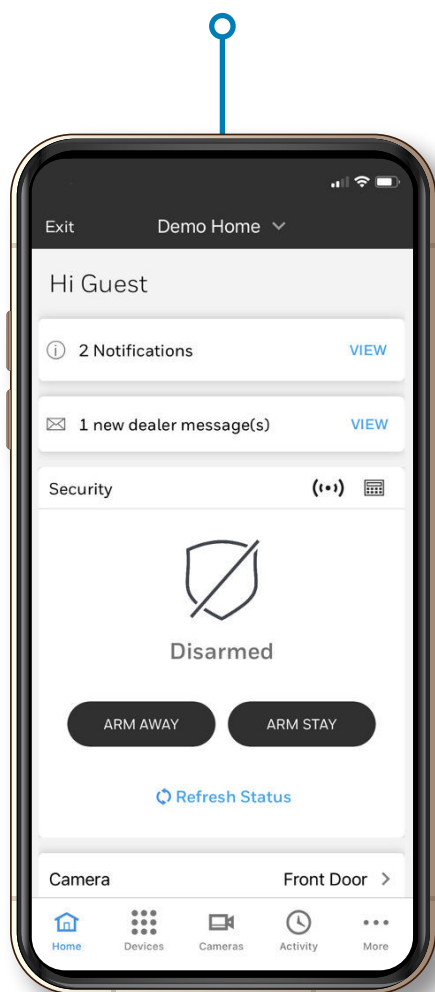 Exit Demo Home
Hi Guest
2 Notifications VIEW
1 new dealer message(s) VIEW
Security
Disarmed
ARM AWAY ARM STAY
Refresh Status
Camera Front Door
Home Devices Cameras Activity More